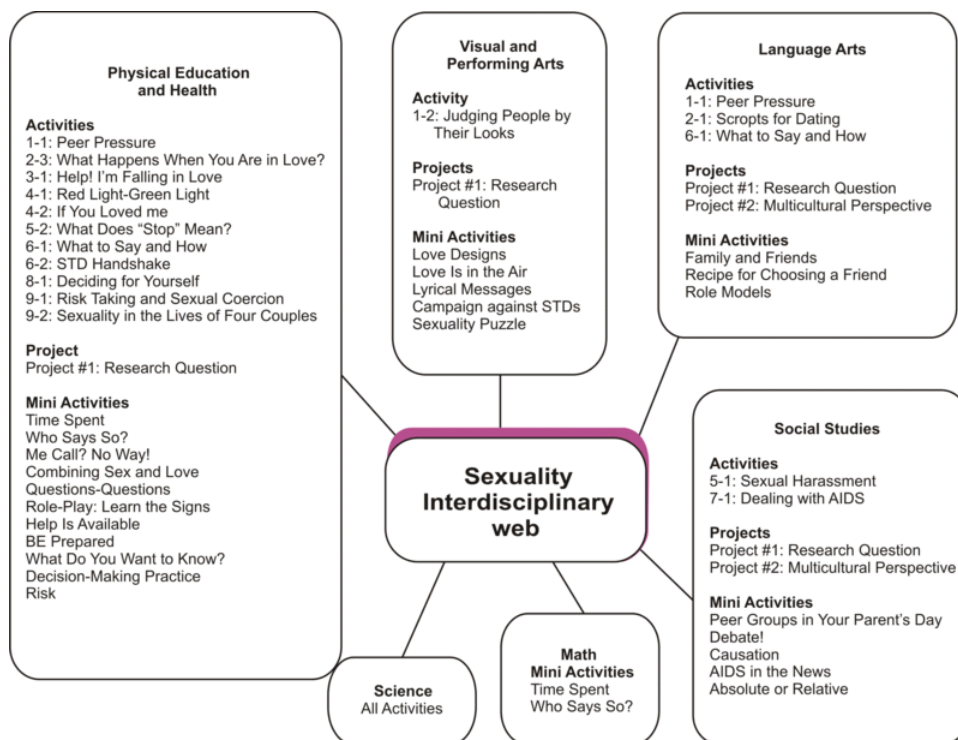 Physical Education
and Health
Activities
1-1: Peer Pressure
2-3: What Happens When You Are in Love?
3-1: Help! I'm Falling in Love
4-1: Red Light-Green Light
4-2: If You Loved me
5-2: What Does “Stop” Mean?
6-1: What to Say and How
6-2: STD Handshake
8-1: Deciding for Yourself
9-1: Risk Taking and Sexual Coercion
9-2: Sexuality in the Lives of Four Couples
Project
Project #1: Research Question
Mini Activities
Time Spent
Who Says So?
Me Call? No Way!
Combining Sex and Love
Questions-Questions
Role-Play: Learn the Signs
Help Is Available
BE Prepared
What Do You Want to Know?
Decision-Making Practice
Risk
Visual and
Performing Arts
Activity
1-2: Judging People by
Their Looks
Projects
Project #1: Research
Question
Mini Activities
Love Designs
Love Is in the Air
Lyrical Messages
Campaign against STDs
Sexuality Puzzle
Language Arts
Activities
1-1: Peer Pressure
2-1: Scropts for Dating
6-1: What to Say and How
Projects
Project #1: Research Question
Project #2: Multicultural Perspective
Mini Activities
Family and Friends
Recipe for Choosing a Friend
Role Models
Sexuality
Interdisciplinary
web
Social Studies
Activities
5-1: Sexual Harassment
7-1: Dealing with AIDS
Projects
Project #1: Research Question
Project #2: Multicultural Perspective
Mini Activities
Peer Groups in Your Parent's Day
Debate!
Causation
AIDS in the News
Absolute or Relative
Science
All Activities
Math
Mini Activities
Time Spent
Who Says So?